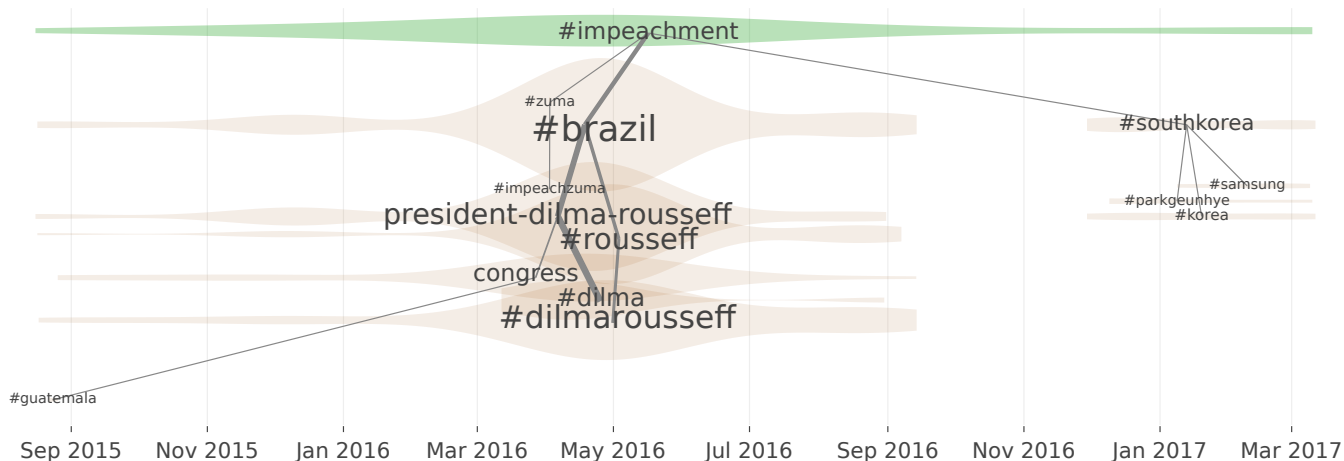 #impeachment
#zuma
#brazil
#southkorea
#impeachzuma
#samsung
#parkgeunhye
president-dilma-rousseff
#korea
#rousseff
congress
#dilma
#dilmarousseff
#guatemala
Sep 2015 Nov 2015 Jan 2016 Mar 2016 May 2016 Jul 2016 Sep 2016 Nov 2016 Jan 2017 Mar 2017